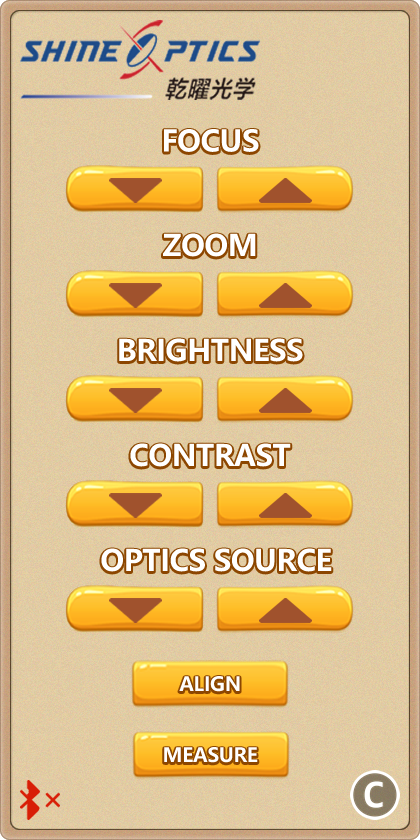 SHINE OPTICS
乾曜光学
FOCUS
ZOOM
BRIGHTNESS
CONTRAST
OPTICS SOURCE
ALIGN
MEASURE
C